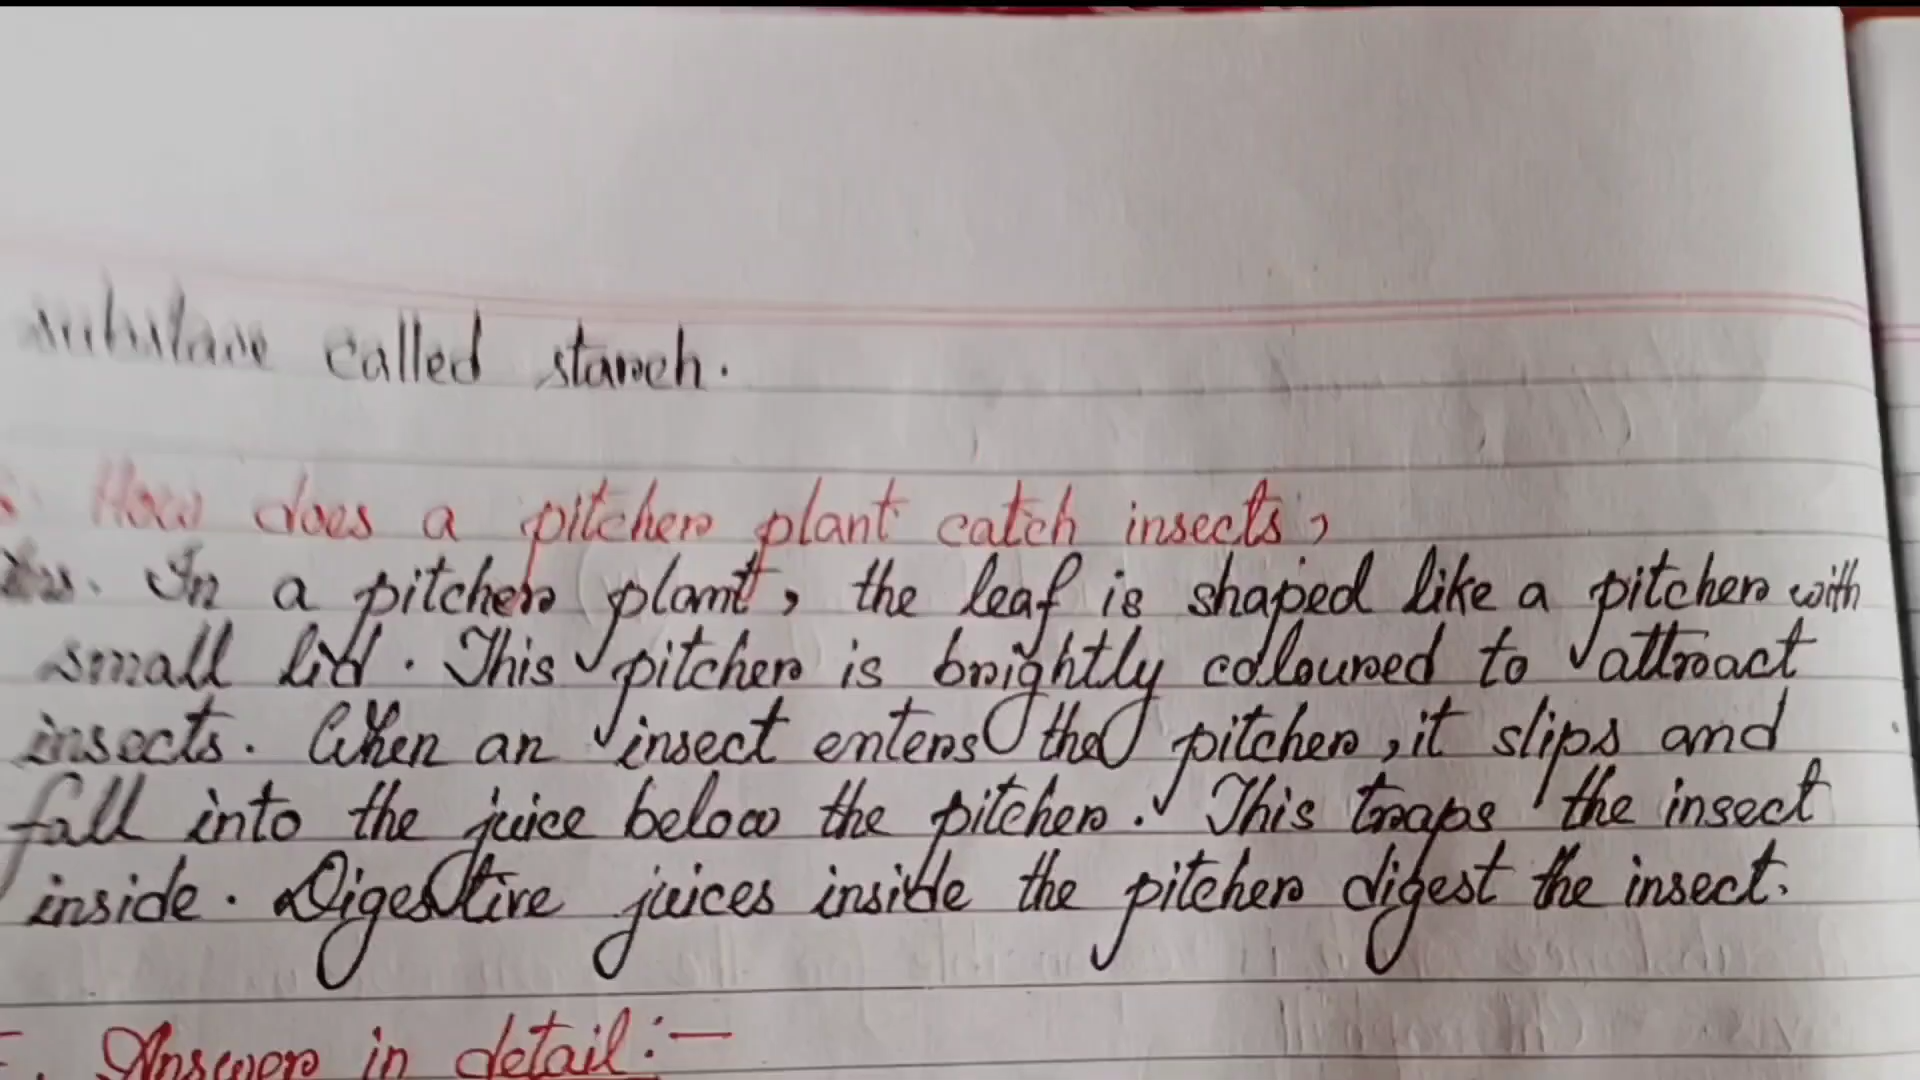 substance called starch.
How does a pitcher plant catch insects,
Ans. In a pitcher plant, the leaf is shaped like a pitcher with
small lid. This pitcher is brightly coloured to attract
insects. When an insect enters the pitcher, it slips and
fall into the juice below the pitcher. This traps the insect
inside. Digestive juices inside the pitcher digest the insect.
Answer in detail:-